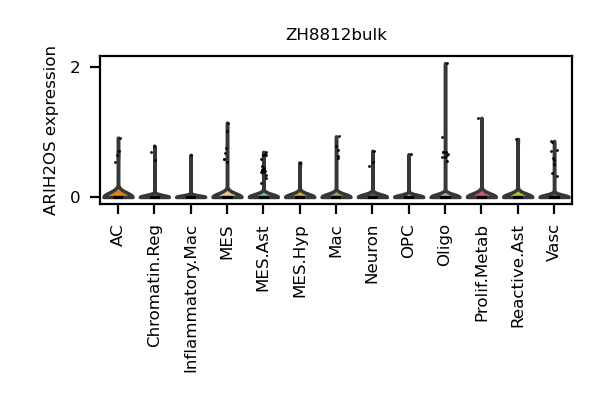 ZH8812bulk
ARIH2OS expression
2
0
AC
Chromatin.Reg
Inflammatory.Mac
MES
MES.Ast
MES.Hyp
Mac
Neuron
OPC
Oligo
Prolif.Metab
Reactive.Ast
Vasc